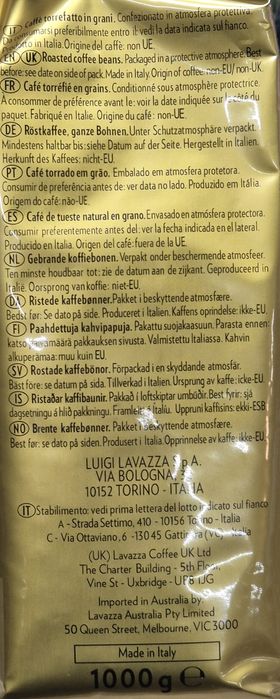 IT Caffè torrefatto in grani. Confezionato in atmosfera protettiva.
Da consumarsi preferibilmente entro il: vedi la data indicata sul fianco.
Prodotto in Italia. Origine del caffè: non UE.
EN UK Roasted coffee beans. Packaged in a protective atmosphere. Best
before: see date on side of pack. Made in Italy. Origin of coffee: non-EU/ non-UK.
FR Café torréfié en grains. Conditionné sous atmosphère protectrice.
A consommer de préférence avant le: voir la date indiquée sur le côté du
paquet. Fabriqué en Italie. Origine du café : non-UE.
DE Röstkaffee, ganze Bohnen. Unter Schutzatmosphäre verpackt.
Mindestens haltbar bis: siehe Datum auf der Seite. Hergestellt in Italien.
Herkunft des Kaffees: nicht-EU.
PT Café torrado em grão. Embalado em atmosfera protetora.
Consumir de preferência antes de: ver data no lado. Produzido em Itália.
Origem do café: não-UE.
ES Café de tueste natural en grano. Envasado en atmósfera protectora.
Consumir preferentemente antes del: ver la fecha indicada en el lateral.
Producido en Italia. Origen del café: fuera de la UE.
NL Gebrande koffiebonen. Verpakt onder beschermende atmosfeer.
Ten minste houdbaar tot: zie de datum aan de zijkant. Geproduceerd in
Italië. Oorsprong van koffie: niet-EU.
DA Ristede kaffebønner. Pakket i beskyttende atmosfære.
Bedst før: Se dato på side. Produceret i Italien. Kaffens oprindelse: ikke-EU.
FI Paahdettuja kahvipapuja. Pakattu suojakaasuun. Parasta ennen:
katso päivämäärä pakkauksen sivusta. Valmistettu Italiassa. Kahvin
alkuperämaa: muu kuin EU.
SV Rostade kaffebönor. Förpackad i en skyddande atmosfär.
Bäst före: se datum på sida. Tillverkad i Italien. Ursprung av kaffe: icke-EU.
IS Ristaðar kaffibaunir. Pakkað í loftskiptar umbúðir. Best fyrir: sjá
dagsetningu á hlið pakkningu. Framleitt á Ítalíu. Uppruni kaffisins: ekki-ESB
NO Brente kaffebønner. Pakket i beskyttende atmosfære.
Best før: se dato på siden. Produsert i Italia. Opprinnelse av kaffe: ikke-EU.
LUIGI LAVAZZA S.p.A.
VIA BOLOGNA,
10152 TORINO - ITALIA
IT Stabilimento: vedi prima lettera del lotto indicato sul fianco
A - Strada Settimo, 410 - 10156 Torino - Italia
C - Via Ottaviano, 6 - 13045 Gattinara (VC) - Italia
(UK) Lavazza Coffee UK Ltd
The Charter Building - 5th Floor
Vine St - Uxbridge - UB8 1JG
Imported in Australia by:
Lavazza Australia Pty Limited
50 Queen Street, Melbourne, VIC 3000
Made in Italy
1000 g ℮